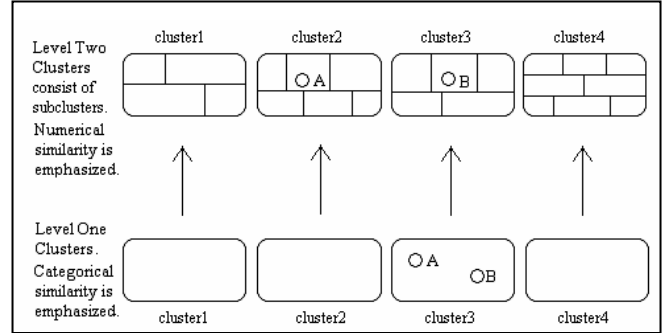 cluster1 cluster2 cluster3 cluster4
Level Two
Clusters
consist of
subclusters.
Numerical
similarity is
emphasized.
A B
Level One
Clusters.
Categorical
similarity is
emphasized.
A
B
cluster1 cluster2 cluster3 cluster4